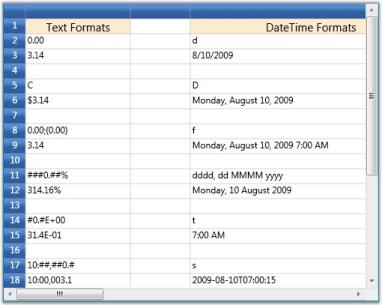 1 Text Formats DateTime Formats
2 0.00 d
3 3.14 8/10/2009
4
5 C D
6 $3.14 Monday, August 10, 2009
7
8 0.00;(0.00) f
9 3.14 Monday, August 10, 2009 7:00 AM
10
11 ###0.##% dddd, dd MMMM yyyy
12 314.16% Monday, 10 August 2009
13
14 #0.#E+00 t
15 31.4E-01 7:00 AM
16
17 10:##,##0.# s
18 10:00,003.1 2009-08-10T07:00:15